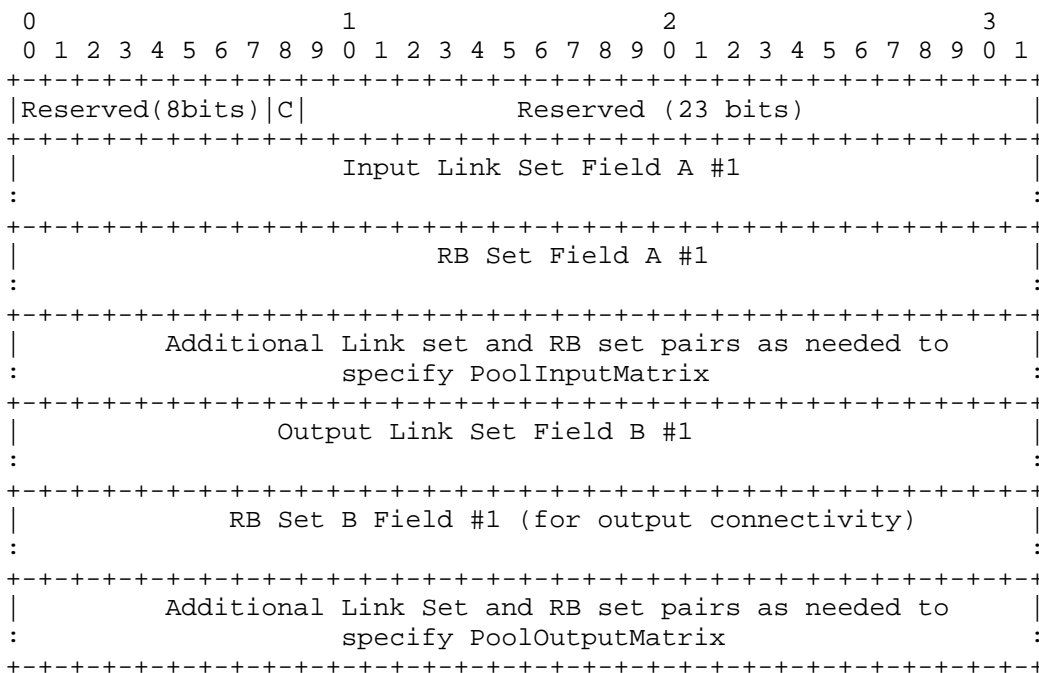 0                   1                   2                   3
0 1 2 3 4 5 6 7 8 9 0 1 2 3 4 5 6 7 8 9 0 1 2 3 4 5 6 7 8 9 0 1
+-+-+-+-+-+-+-+-+-+-+-+-+-+-+-+-+-+-+-+-+-+-+-+-+-+-+-+-+-+-+-+-+
|Reserved(8bits)|C|             Reserved (23 bits)              |
+-+-+-+-+-+-+-+-+-+-+-+-+-+-+-+-+-+-+-+-+-+-+-+-+-+-+-+-+-+-+-+-+
|                    Input Link Set Field A #1                  |
:                                                               :
+-+-+-+-+-+-+-+-+-+-+-+-+-+-+-+-+-+-+-+-+-+-+-+-+-+-+-+-+-+-+-+-+
|                          RB Set Field A #1                    |
:                                                               :
+-+-+-+-+-+-+-+-+-+-+-+-+-+-+-+-+-+-+-+-+-+-+-+-+-+-+-+-+-+-+-+-+
|         Additional Link set and RB set pairs as needed to     |
:                    specify PoolInputMatrix                    :
+-+-+-+-+-+-+-+-+-+-+-+-+-+-+-+-+-+-+-+-+-+-+-+-+-+-+-+-+-+-+-+-+
|                Output Link Set Field B #1                     |
:                                                               :
+-+-+-+-+-+-+-+-+-+-+-+-+-+-+-+-+-+-+-+-+-+-+-+-+-+-+-+-+-+-+-+-+
|             RB Set B Field #1 (for output connectivity)       |
:                                                               :
+-+-+-+-+-+-+-+-+-+-+-+-+-+-+-+-+-+-+-+-+-+-+-+-+-+-+-+-+-+-+-+-+
|         Additional Link Set and RB set pairs as needed to     |
:                    specify PoolOutputMatrix                   :
+-+-+-+-+-+-+-+-+-+-+-+-+-+-+-+-+-+-+-+-+-+-+-+-+-+-+-+-+-+-+-+-+